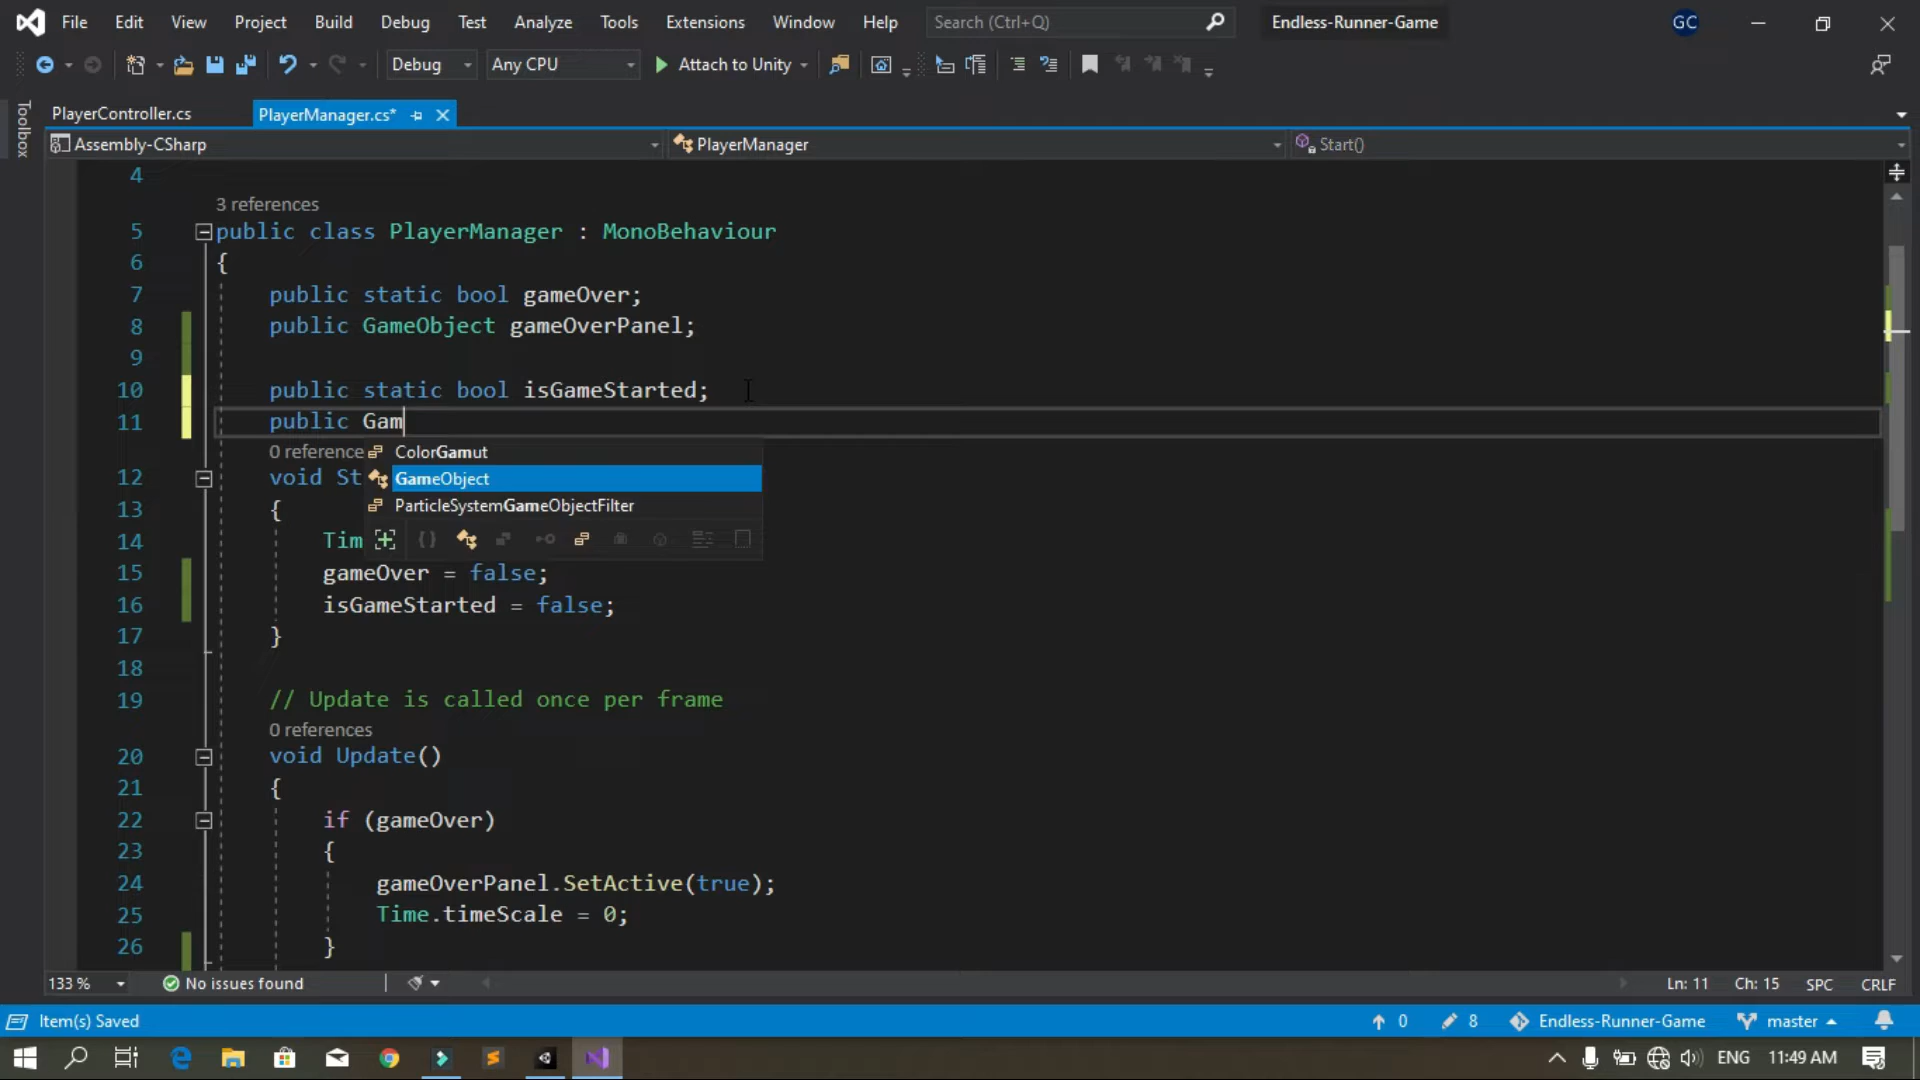 File Edit View Project Build Debug Test Analyze Tools Extensions Window Help Search (Ctrl+Q) Endless-Runner-Game GC
Debug Any CPU Attach to Unity
Toolbox
PlayerController.cs PlayerManager.cs*
Assembly-CSharp PlayerManager Start()
4
3 references
5 public class PlayerManager : MonoBehaviour
6 {
7 public static bool gameOver;
8 public GameObject gameOverPanel;
9
10 public static bool isGameStarted;
11 public Gam
0 reference
ColorGamut
12 void St
GameObject
13 {
ParticleSystemGameObjectFilter
14 Tim
15 gameOver = false;
16 isGameStarted = false;
17 }
18
19 // Update is called once per frame
0 references
20 void Update()
21 {
22 if (gameOver)
23 {
24 gameOverPanel.SetActive(true);
25 Time.timeScale = 0;
26 }
133 % No issues found Ln: 11 Ch: 15 SPC CRLF
Item(s) Saved 0 8 Endless-Runner-Game master
ENG 11:49 AM